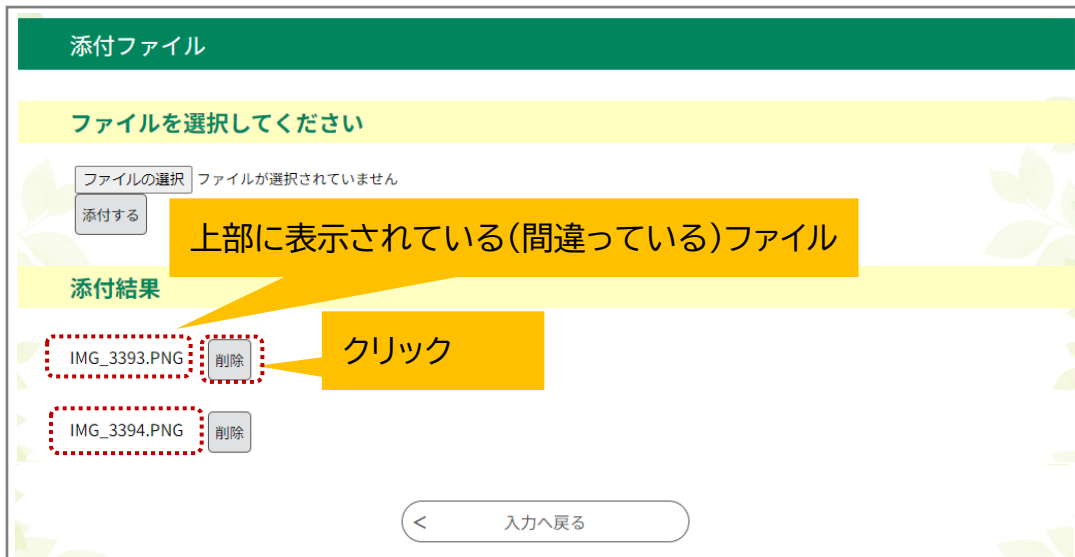 添付ファイル
ファイルを選択してください
ファイルの選択 ファイルが選択されていません
添付する
上部に表示されている(間違っている)ファイル
添付結果
IMG_3393.PNG 削除
クリック
IMG_3394.PNG 削除
< 入力へ戻る